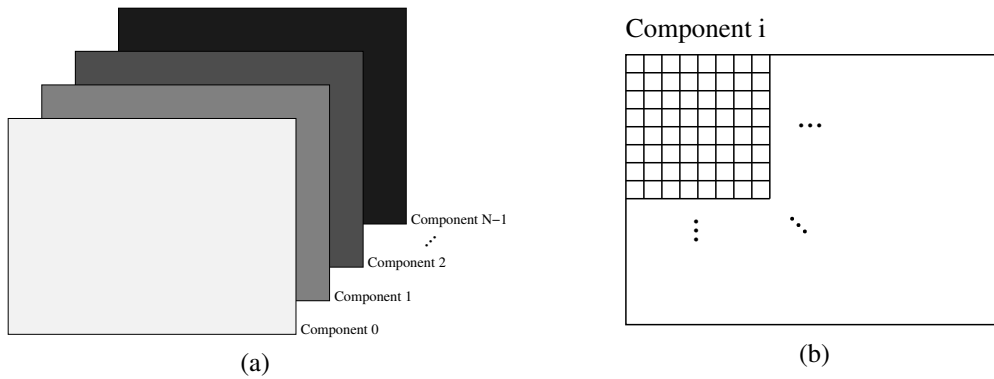 Component N−1
Component 2
Component 1
Component 0
(a)
Component i
(b)